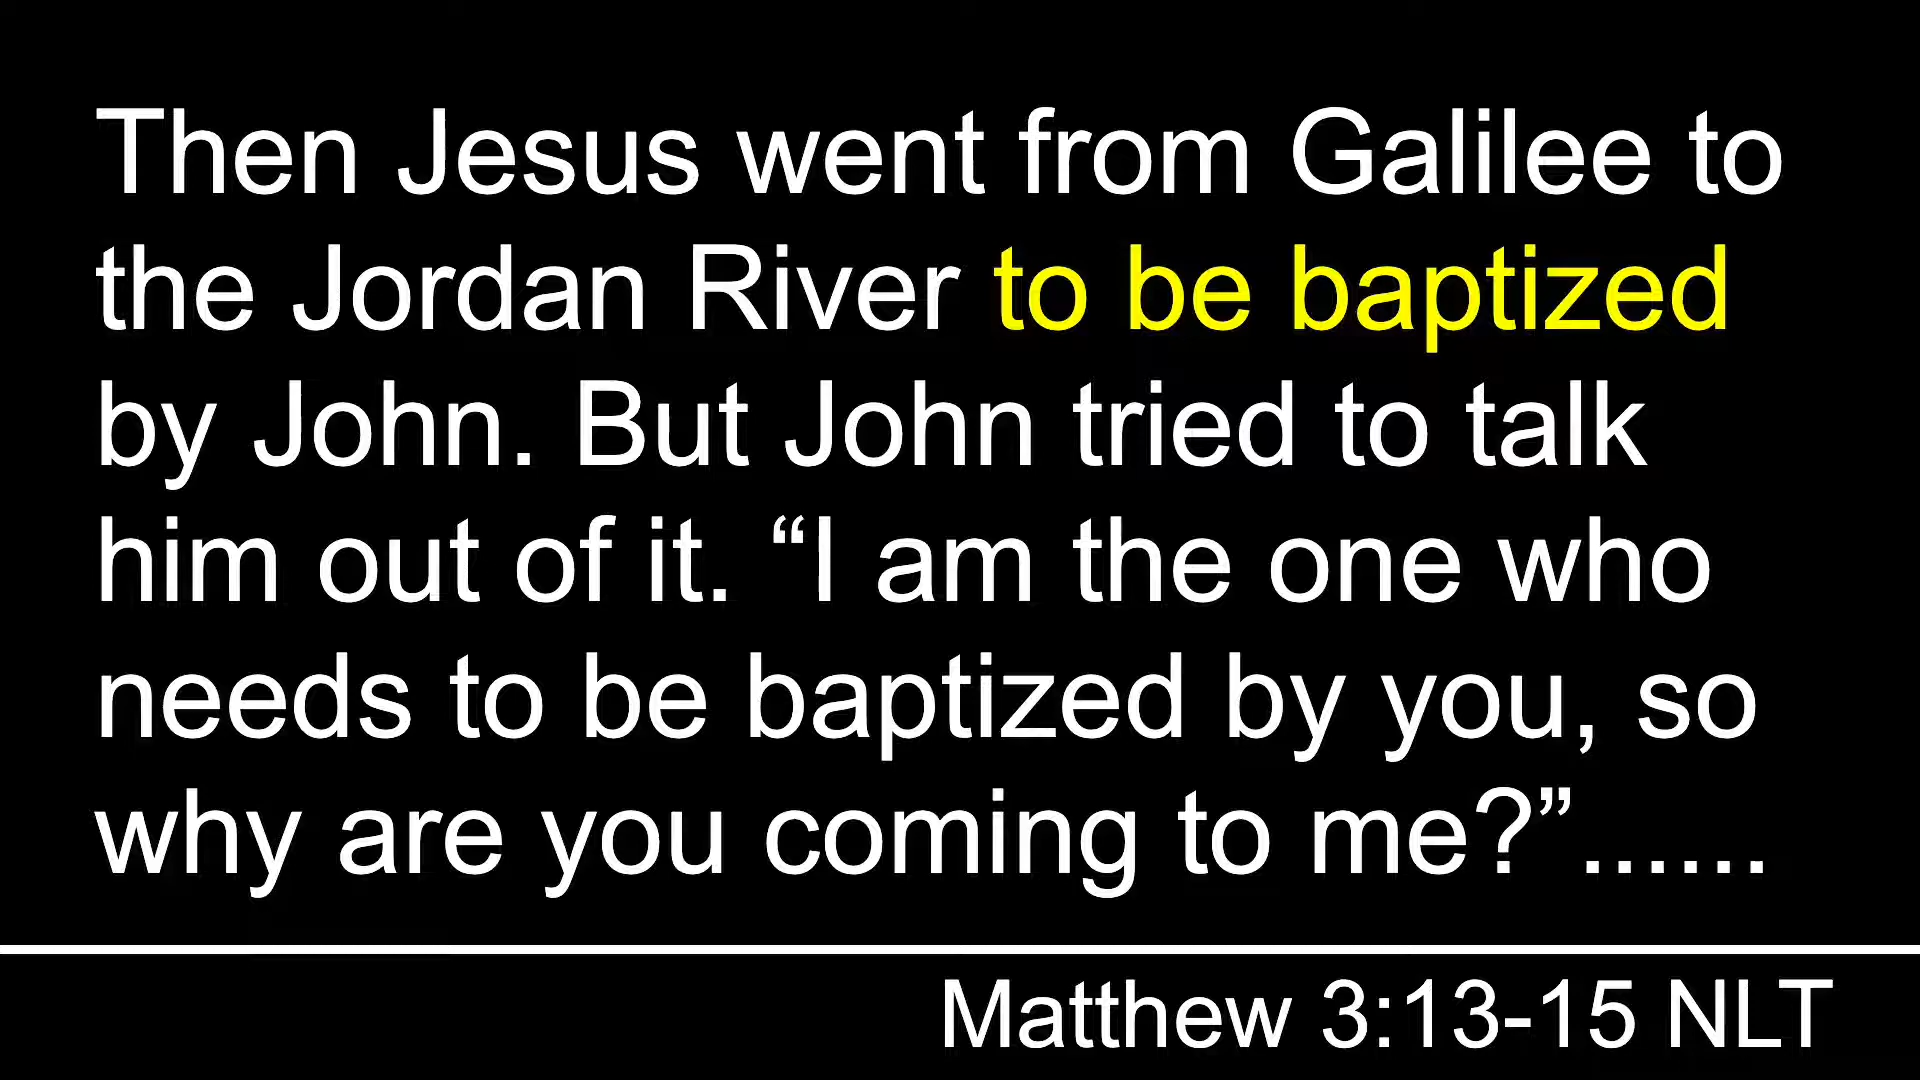 Then Jesus went from Galilee to
the Jordan River to be baptized
by John. But John tried to talk
him out of it. “I am the one who
needs to be baptized by you, so
why are you coming to me?”......
Matthew 3:13-15 NLT